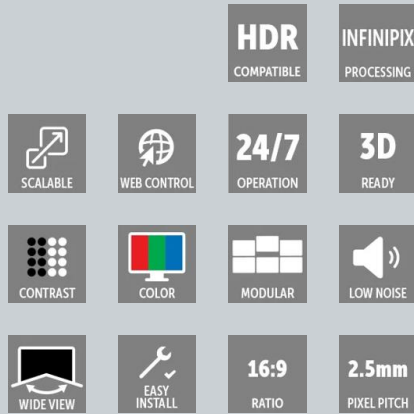 HDR
COMPATIBLE
INFINIPIX
PROCESSING
SCALABLE
WEB CONTROL
24/7
OPERATION
3D
READY
CONTRAST
COLOR
MODULAR
LOW NOISE
WIDE VIEW
EASY
INSTALL
16:9
RATIO
2.5mm
PIXEL PITCH